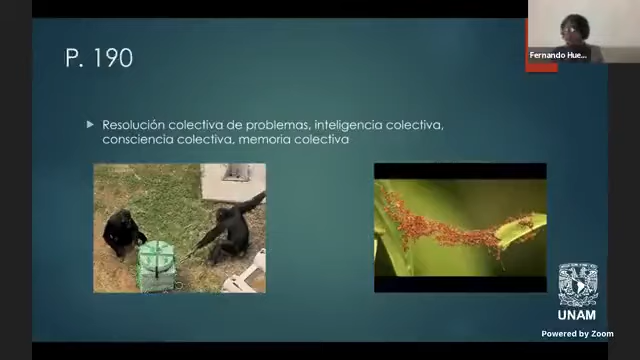 P. 190
Fernando Hue...
Resolución colectiva de problemas, inteligencia colectiva,
consciencia colectiva, memoria colectiva
UNAM
Powered by Zoom